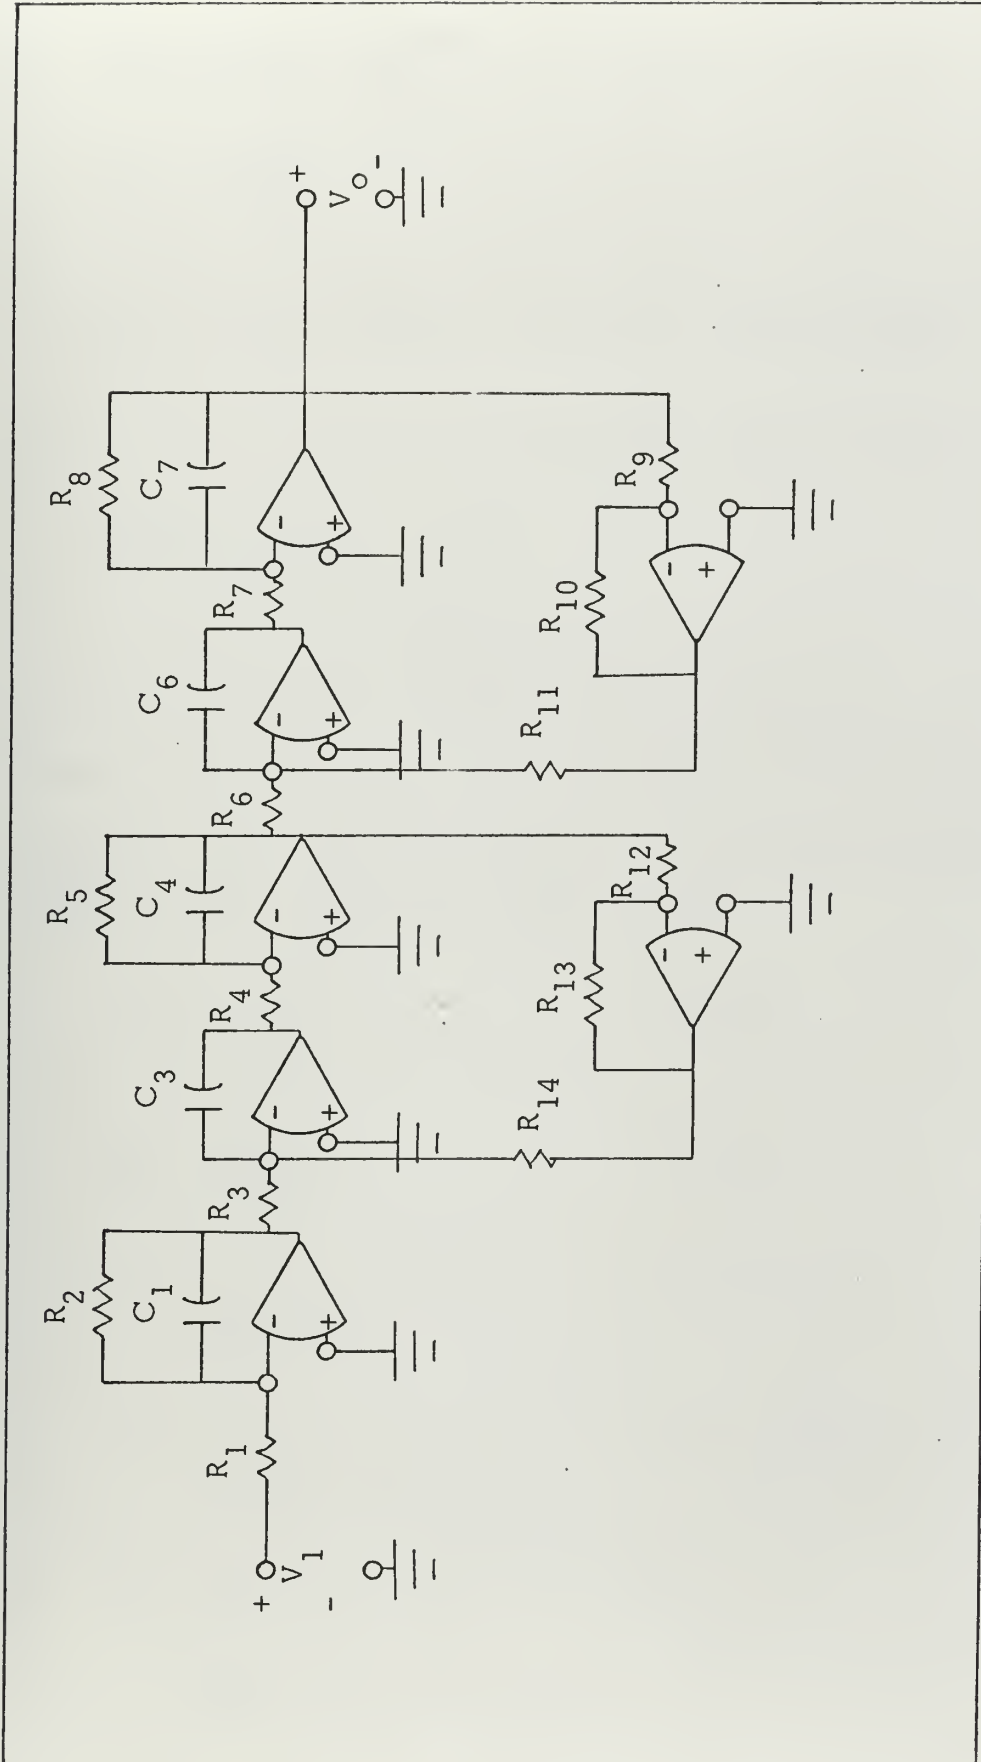 + V1 -
R1
R2
C1
- +
R3
C3
- +
R4
R5
C4
- +
R6
C6
- +
R7
R8
C7
- +
+ Vo -
R14
R13
- +
R12
R11
R10
- +
R9